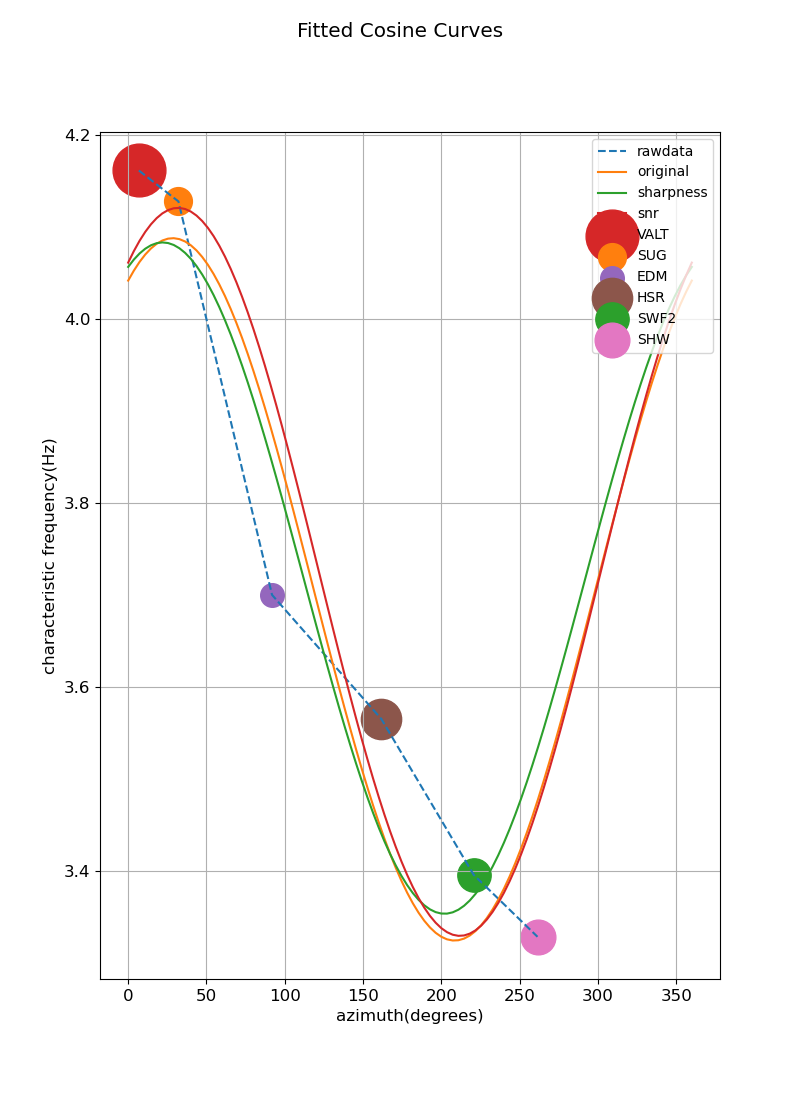 Fitted Cosine Curves
4.2
4.0
3.8
3.6
3.4
characteristic frequency(Hz)
rawdata
original
sharpness
snr
VALT
SUG
EDM
HSR
SWF2
SHW
0 50 100 150 200 250 300 350
azimuth(degrees)